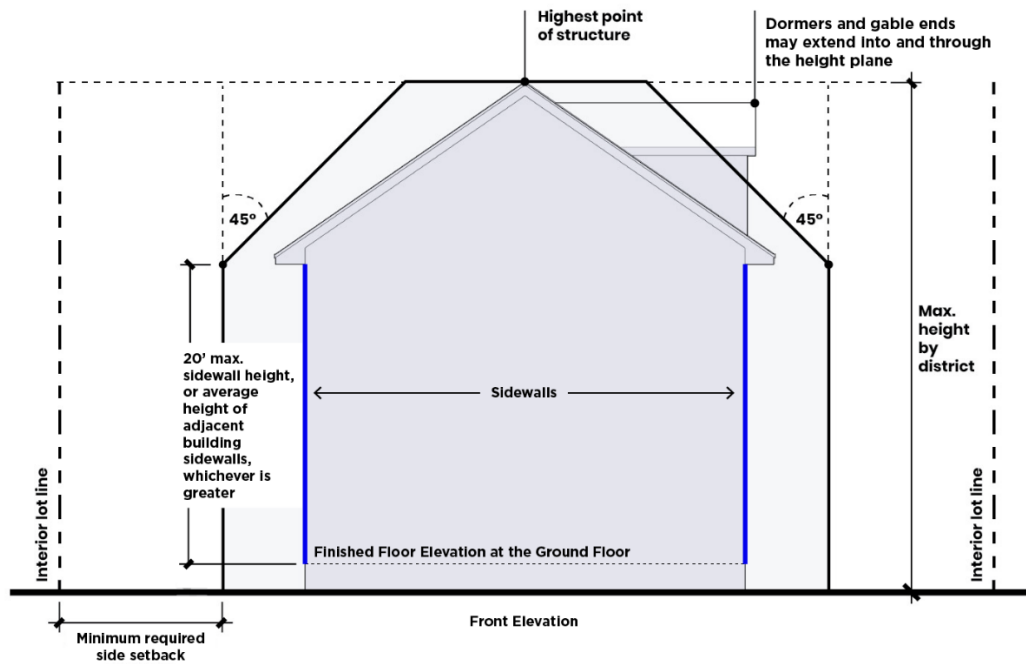 Highest point
of structure
Dormers and gable ends
may extend into and through
the height plane
45°
45°
Max.
height
by
district
20' max.
sidewall height,
or average
height of
adjacent
building
sidewalls,
whichever is
greater
Sidewalls
Interior lot line
Interior lot line
Finished Floor Elevation at the Ground Floor
Front Elevation
Minimum required
side setback